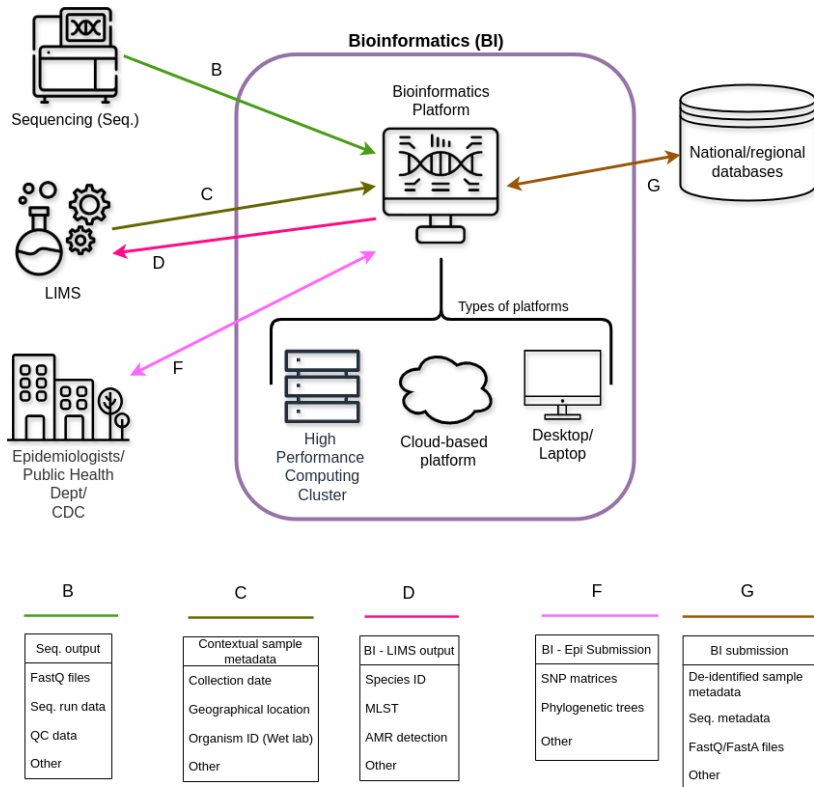 Bioinformatics (BI)
Sequencing (Seq.)
B
Bioinformatics
Platform
National/regional
databases
G
C
LIMS
D
F
Types of platforms
Epidemiologists/
Public Health
Dept/
CDC
High
Performance
Computing
Cluster
Cloud-based
platform
Desktop/
Laptop
B
Seq. output
FastQ files
Seq. run data
QC data
Other
C
Contextual sample
metadata
Collection date
Geographical location
Organism ID (Wet lab)
Other
D
BI - LIMS output
Species ID
MLST
AMR detection
Other
F
BI - Epi Submission
SNP matrices
Phylogenetic trees
Other
G
BI submission
De-identified sample
metadata
Seq. metadata
FastQ/FastA files
Other